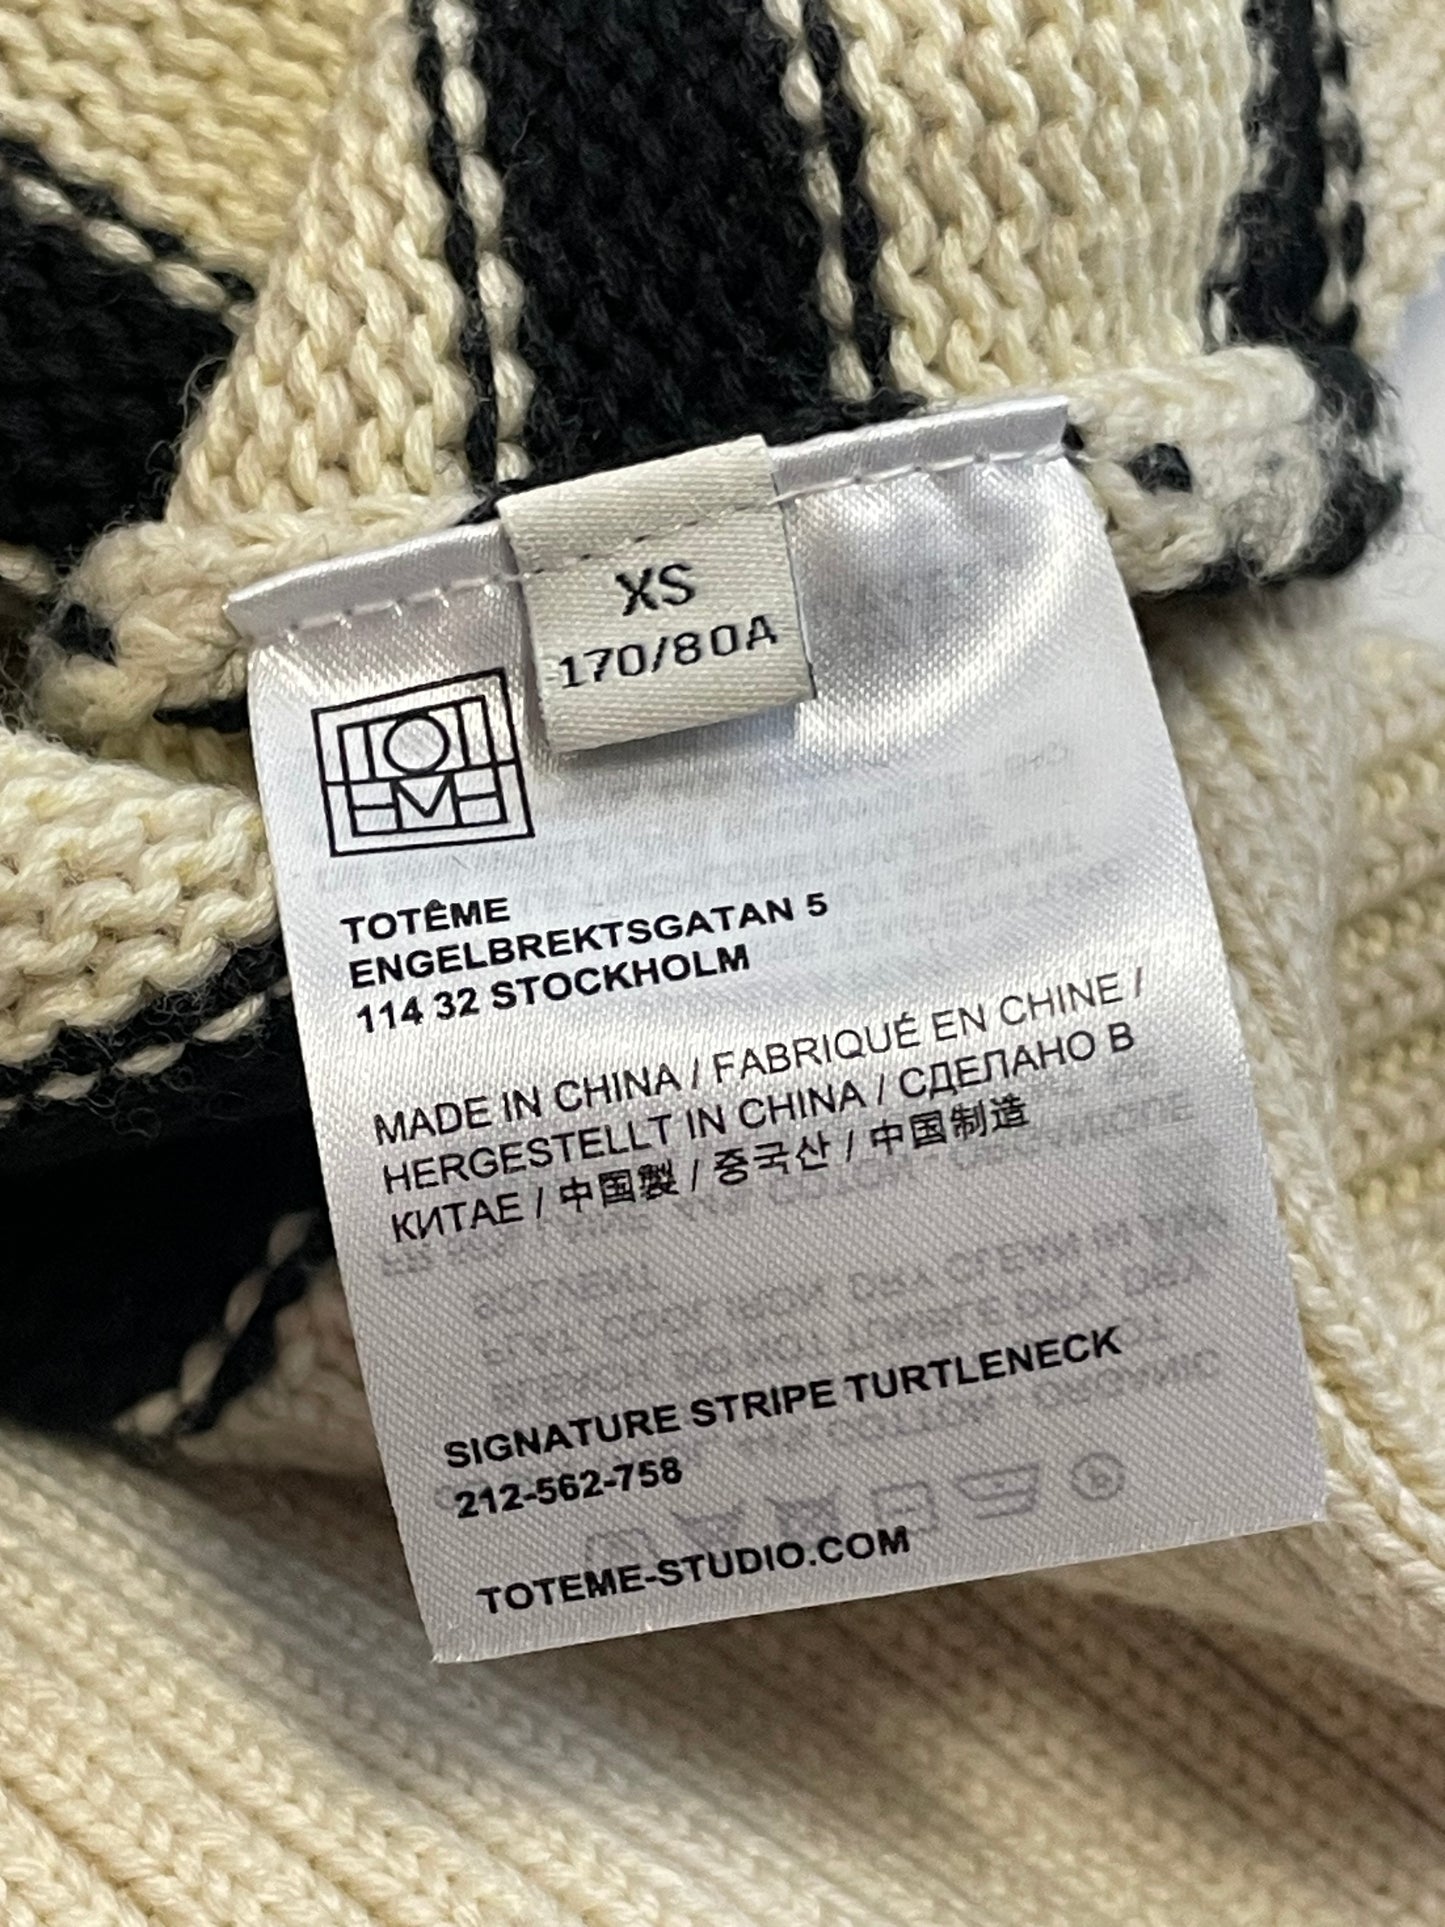 XS
170/80A
TOTEME
TOTÊME
ENGELBREKTSGATAN 5
114 32 STOCKHOLM
MADE IN CHINA / FABRIQUÉ EN CHINE /
HERGESTELLT IN CHINA / СДЕЛАНО В
КИТАЕ / 中国製 / 중국산 / 中国制造
SIGNATURE STRIPE TURTLENECK
212-562-758
TOTEME-STUDIO.COM